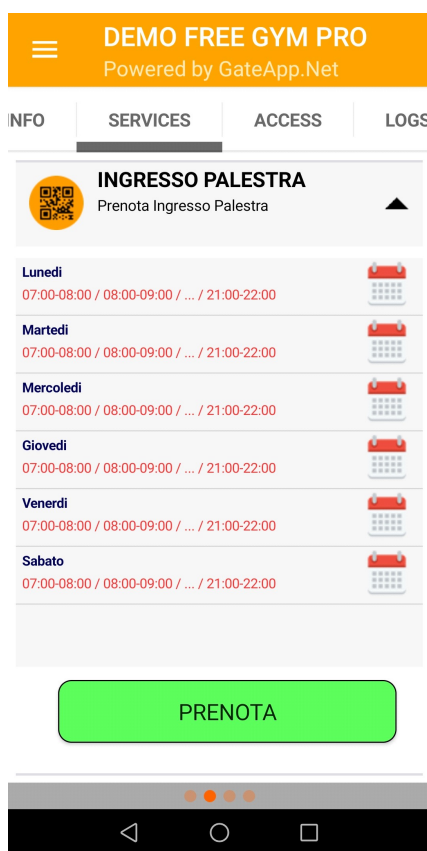 DEMO FREE GYM PRO
Powered by GateApp.Net
INFO SERVICES ACCESS LOGS
INGRESSO PALESTRA
Prenota Ingresso Palestra
Lunedi
07:00-08:00 / 08:00-09:00 / ... / 21:00-22:00
Martedi
07:00-08:00 / 08:00-09:00 / ... / 21:00-22:00
Mercoledi
07:00-08:00 / 08:00-09:00 / ... / 21:00-22:00
Giovedi
07:00-08:00 / 08:00-09:00 / ... / 21:00-22:00
Venerdi
07:00-08:00 / 08:00-09:00 / ... / 21:00-22:00
Sabato
07:00-08:00 / 08:00-09:00 / ... / 21:00-22:00
PRENOTA